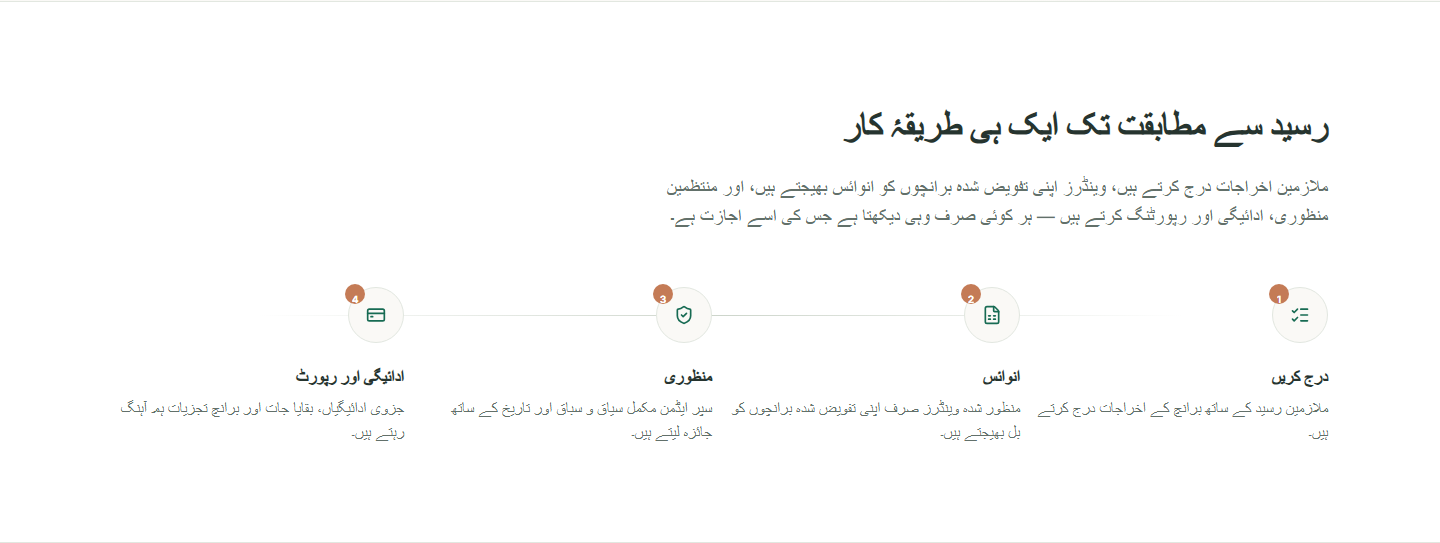 رسید سے مطابقت تک ایک ہی طریقۂ کار
ملازمین اخراجات درج کرتے ہیں، وینڈرز اپنی تفویض شدہ برانچوں کو انوائس بھیجتے ہیں، اور منتظمین
منظوری، ادائیگی اور رپورٹنگ کرتے ہیں — ہر کوئی صرف وہی دیکھتا ہے جس کی اسے اجازت ہے۔
1
درج کریں
ملازمین رسید کے ساتھ برانچ کے اخراجات درج کرتے
ہیں۔
2
انوائس
منظور شدہ وینڈرز صرف اپنی تفویض شدہ برانچوں کو
بل بھیجتے ہیں۔
3
منظوری
سپر ایڈمن مکمل سیاق و سباق اور تاریخ کے ساتھ
جائزہ لیتے ہیں۔
4
ادائیگی اور رپورٹ
جزوی ادائیگیاں، بقایا جات اور برانچ تجزیات ہم آہنگ
رہتے ہیں۔